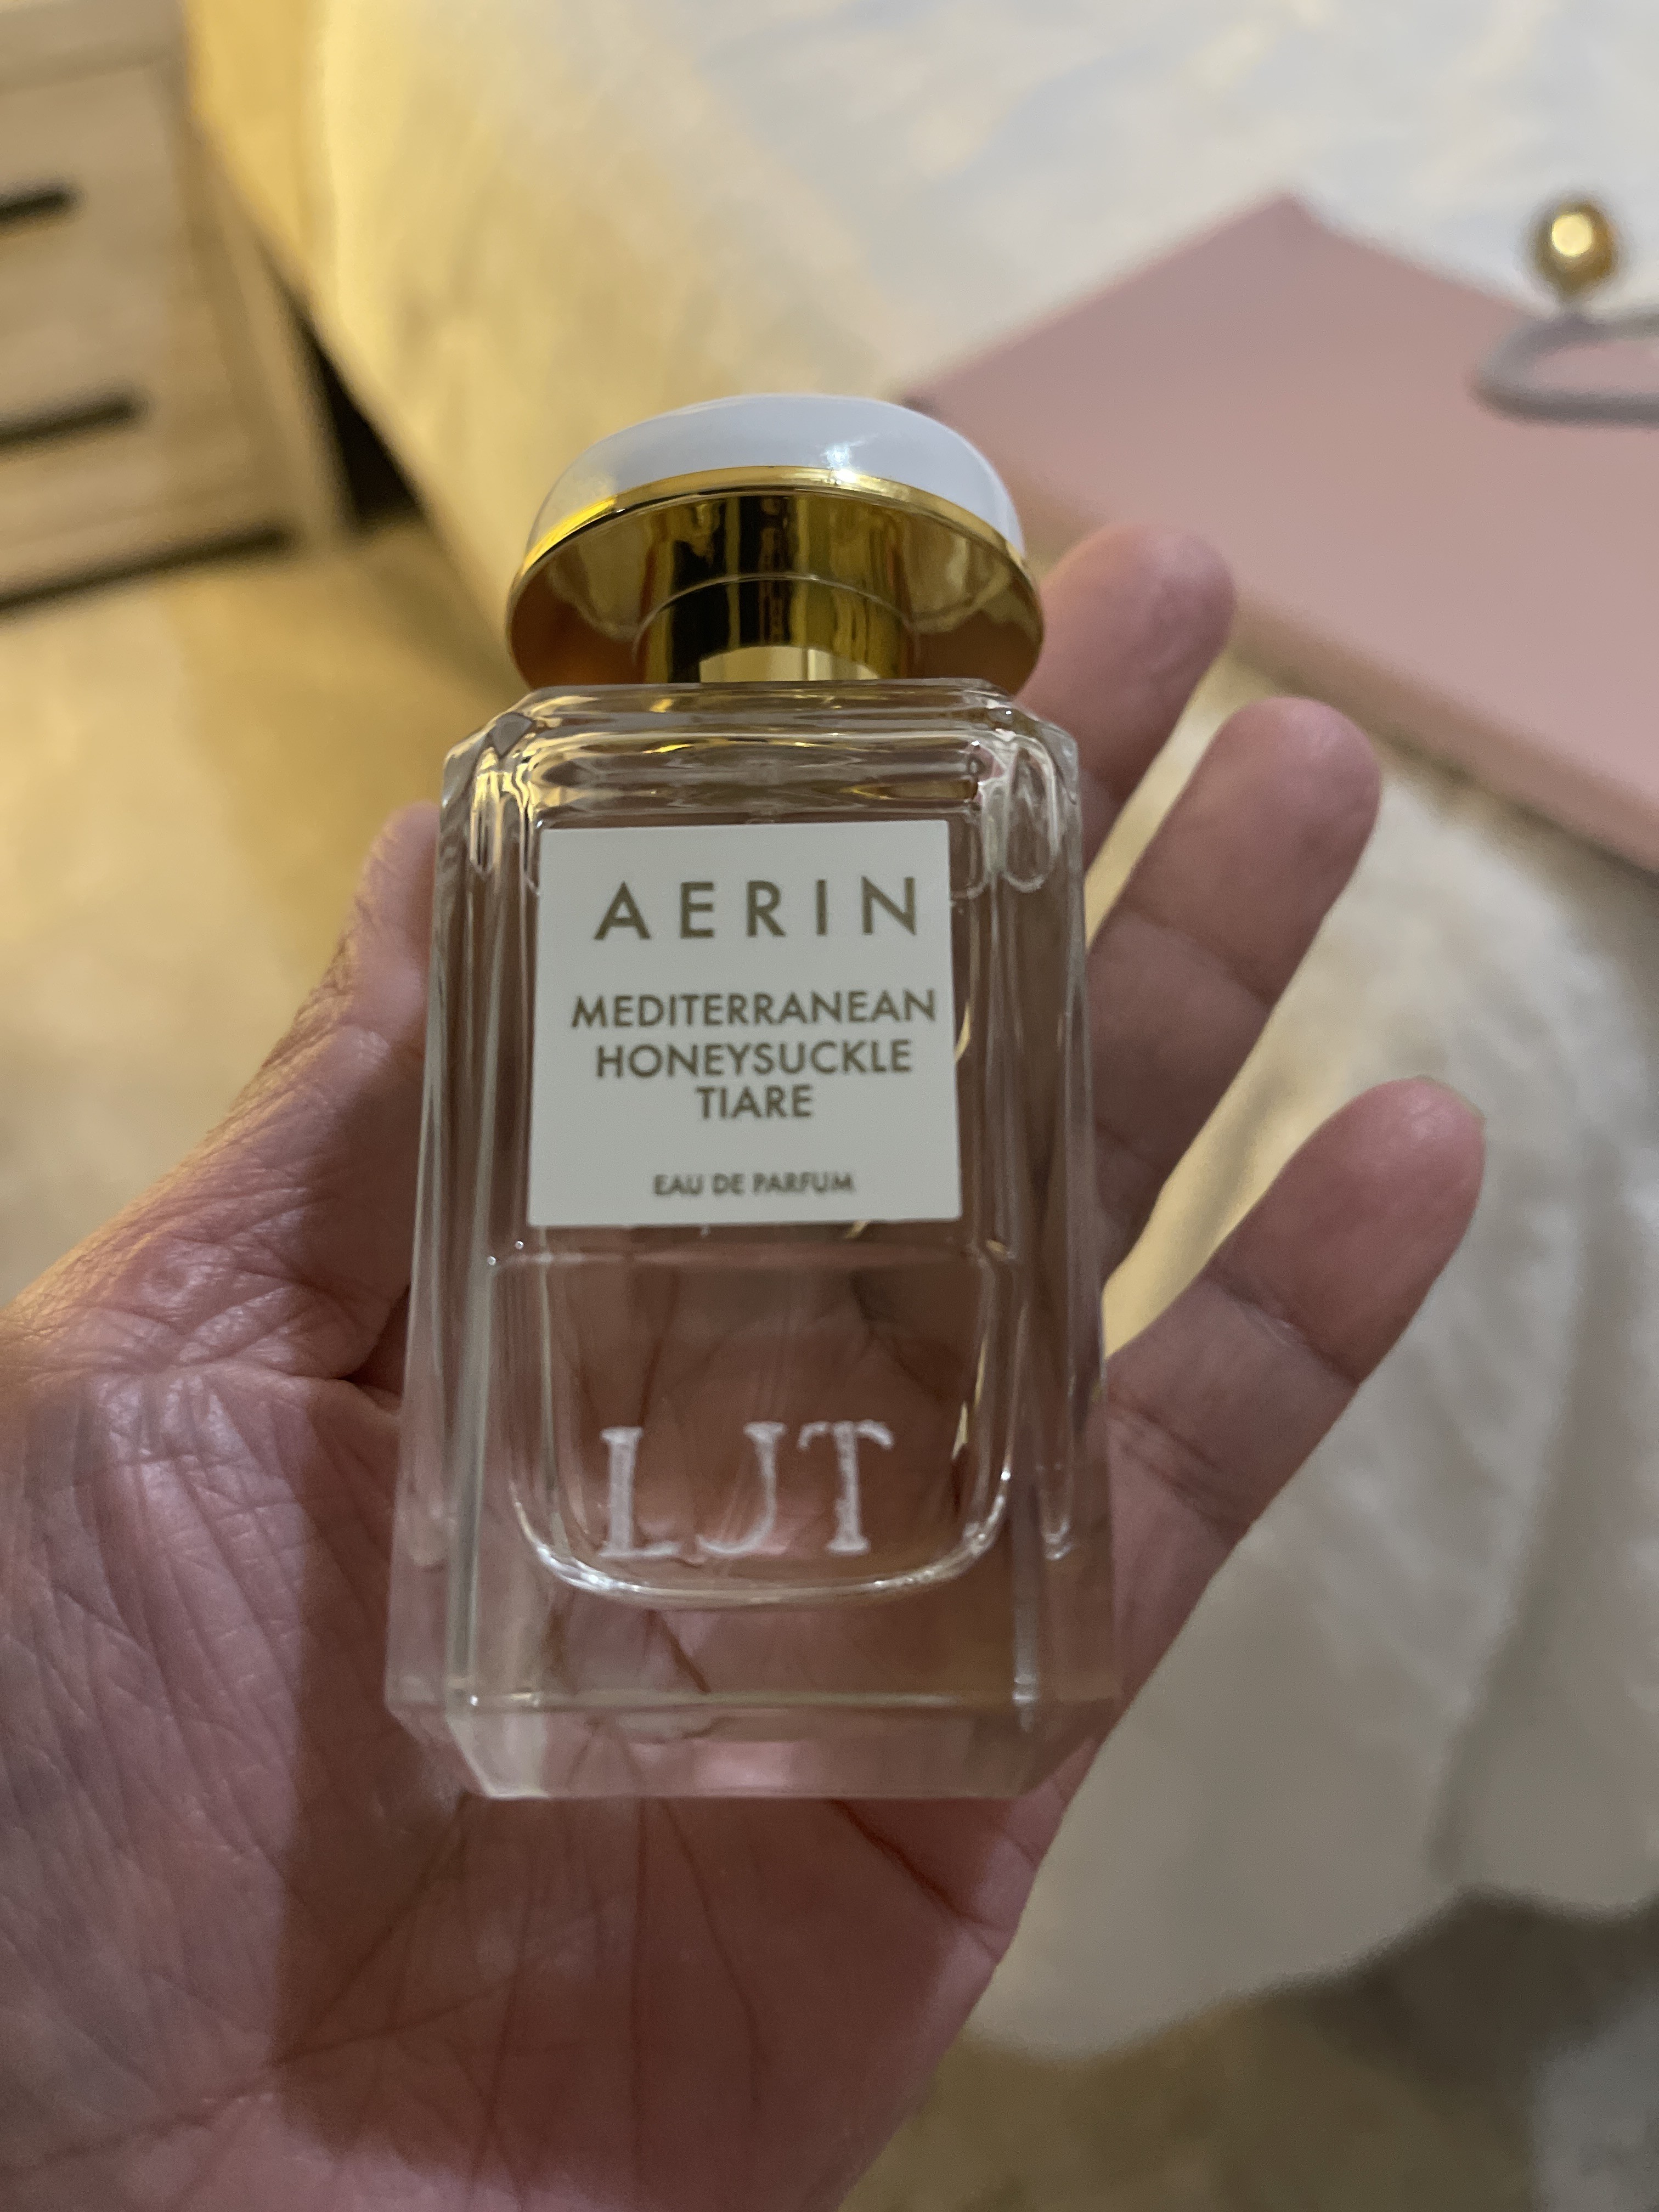 AERIN
MEDITERRANEAN
HONEYSUCKLE
TIARE
EAU DE PARFUM
LJT